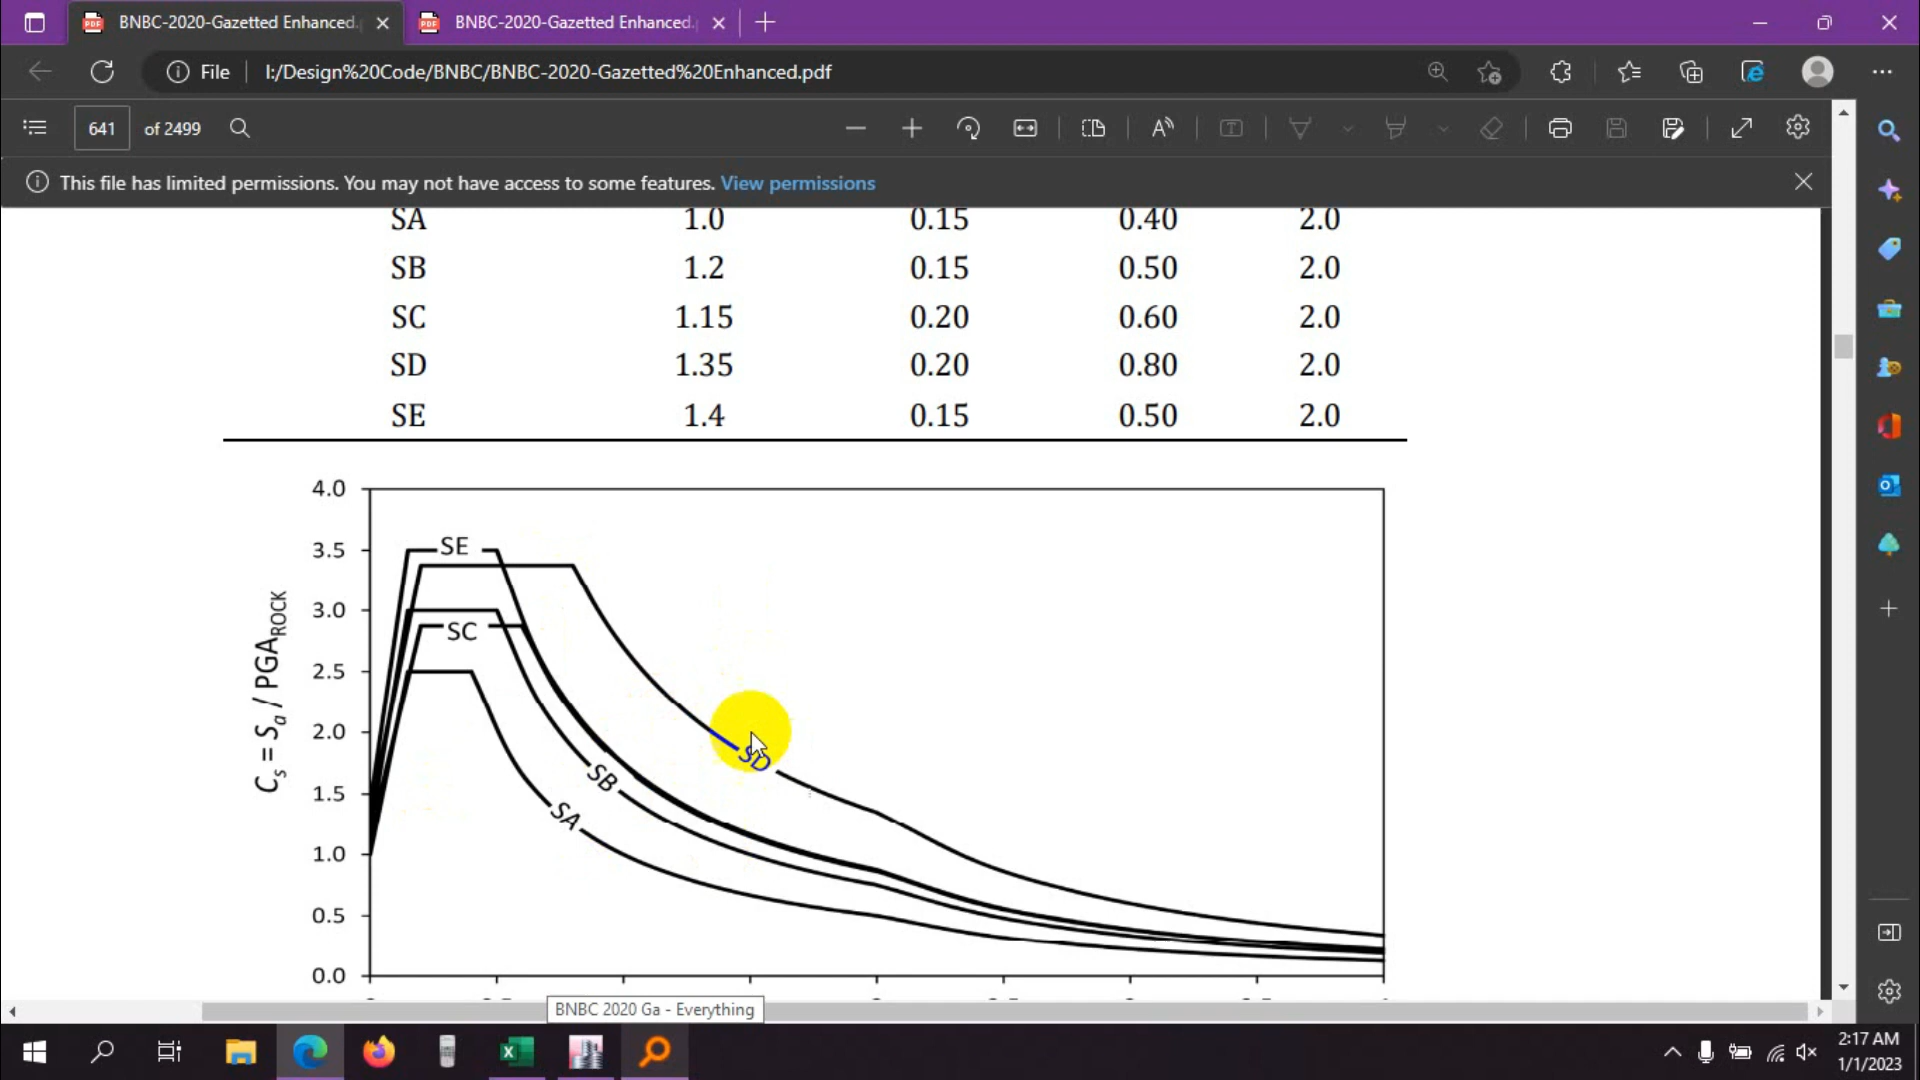 BNBC-2020-Gazetted Enhanced.
BNBC-2020-Gazetted Enhanced.
File
I:/Design%20Code/BNBC/BNBC-2020-Gazetted%20Enhanced.pdf
641 of 2499
This file has limited permissions. You may not have access to some features. View permissions
SA 1.0 0.15 0.40 2.0
SB 1.2 0.15 0.50 2.0
SC 1.15 0.20 0.60 2.0
SD 1.35 0.20 0.80 2.0
SE 1.4 0.15 0.50 2.0
Cs = Sa / PGAROCK
4.0
3.5
3.0
2.5
2.0
1.5
1.0
0.5
0.0
SE
SC
SD
SB
SA
BNBC 2020 Ga - Everything
2:17 AM
1/1/2023